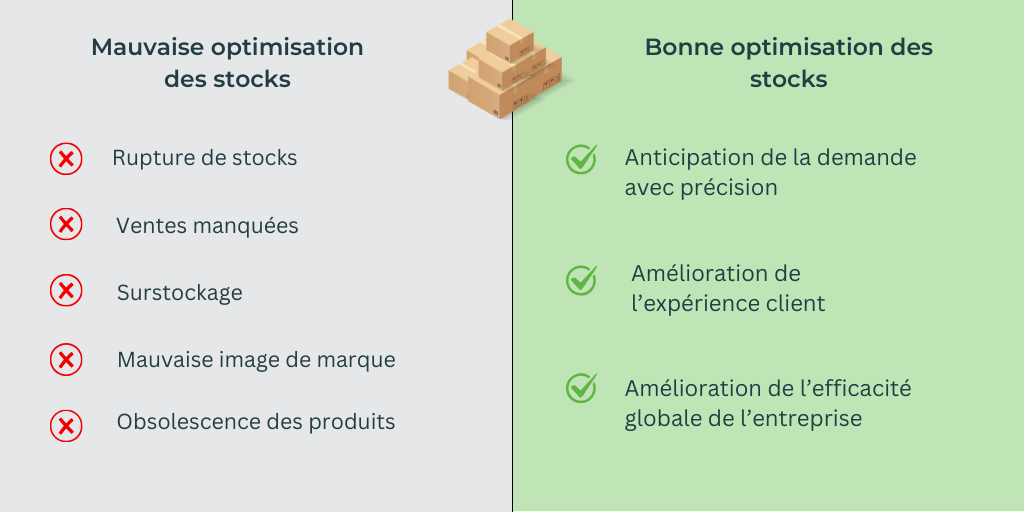 Mauvaise optimisation
des stocks
Rupture de stocks
Ventes manquées
Surstockage
Mauvaise image de marque
Obsolescence des produits
Bonne optimisation des
stocks
Anticipation de la demande
avec précision
Amélioration de
l’expérience client
Amélioration de l’efficacité
globale de l’entreprise